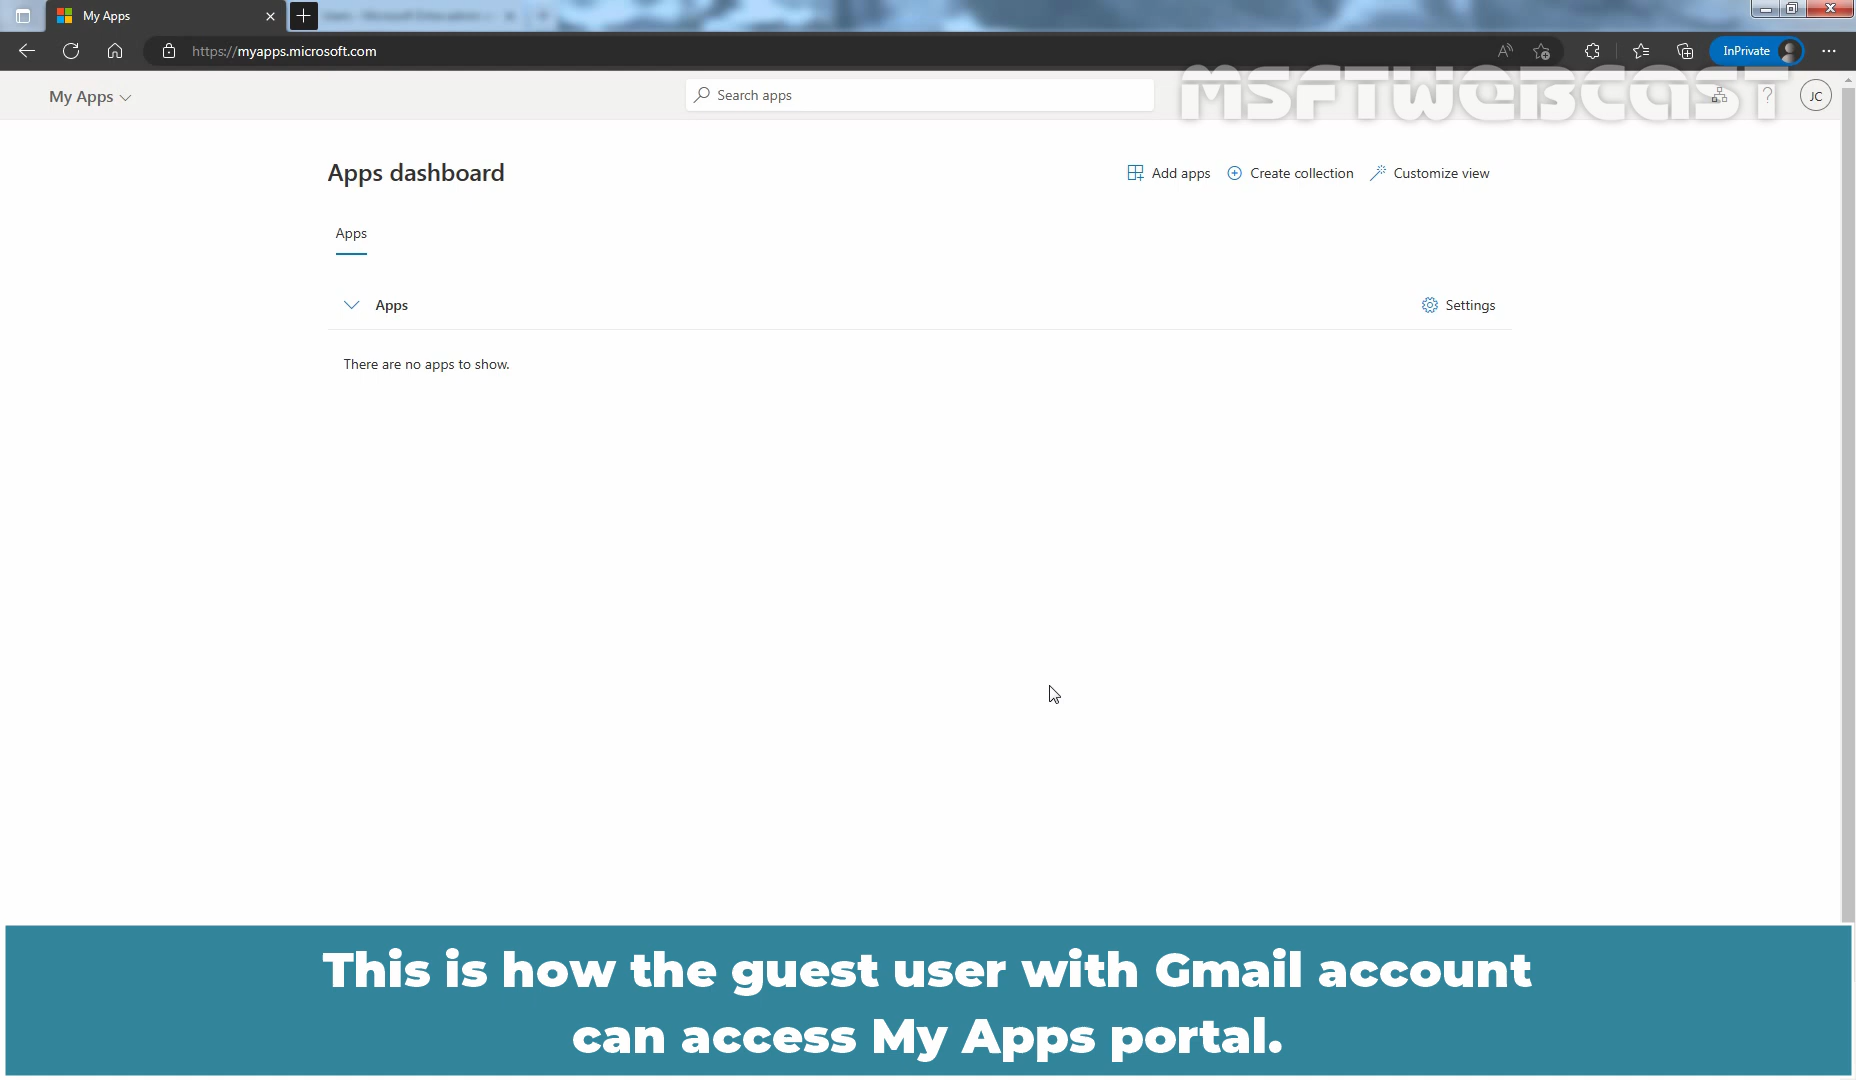 My Apps
https://myapps.microsoft.com
InPrivate
My Apps
Search apps
MSFTWEBCAST
JC
Apps dashboard
Add apps
Create collection
Customize view
Apps
Apps
Settings
There are no apps to show.
This is how the guest user with Gmail account
can access My Apps portal.